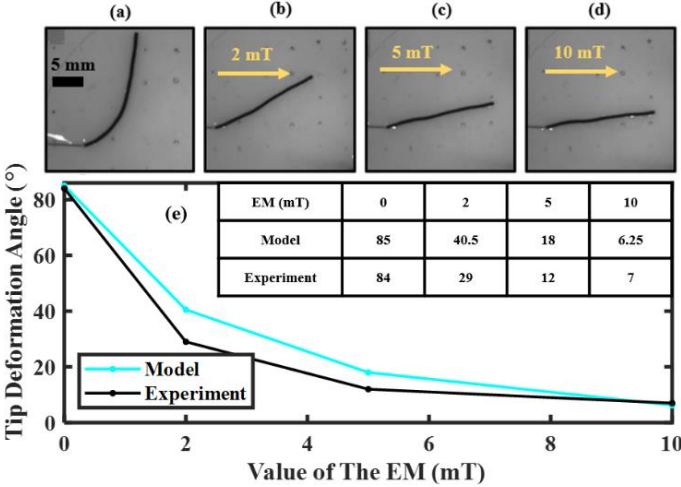 (a) (b) (c) (d)
5 mm
2 mT
5 mT
10 mT
(e)
EM (mT) 0 2 5 10
Model 85 40.5 18 6.25
Experiment 84 29 12 7
Tip Deformation Angle (°)
80
60
40
20
0
Model
Experiment
0 2 4 6 8 10
Value of The EM (mT)